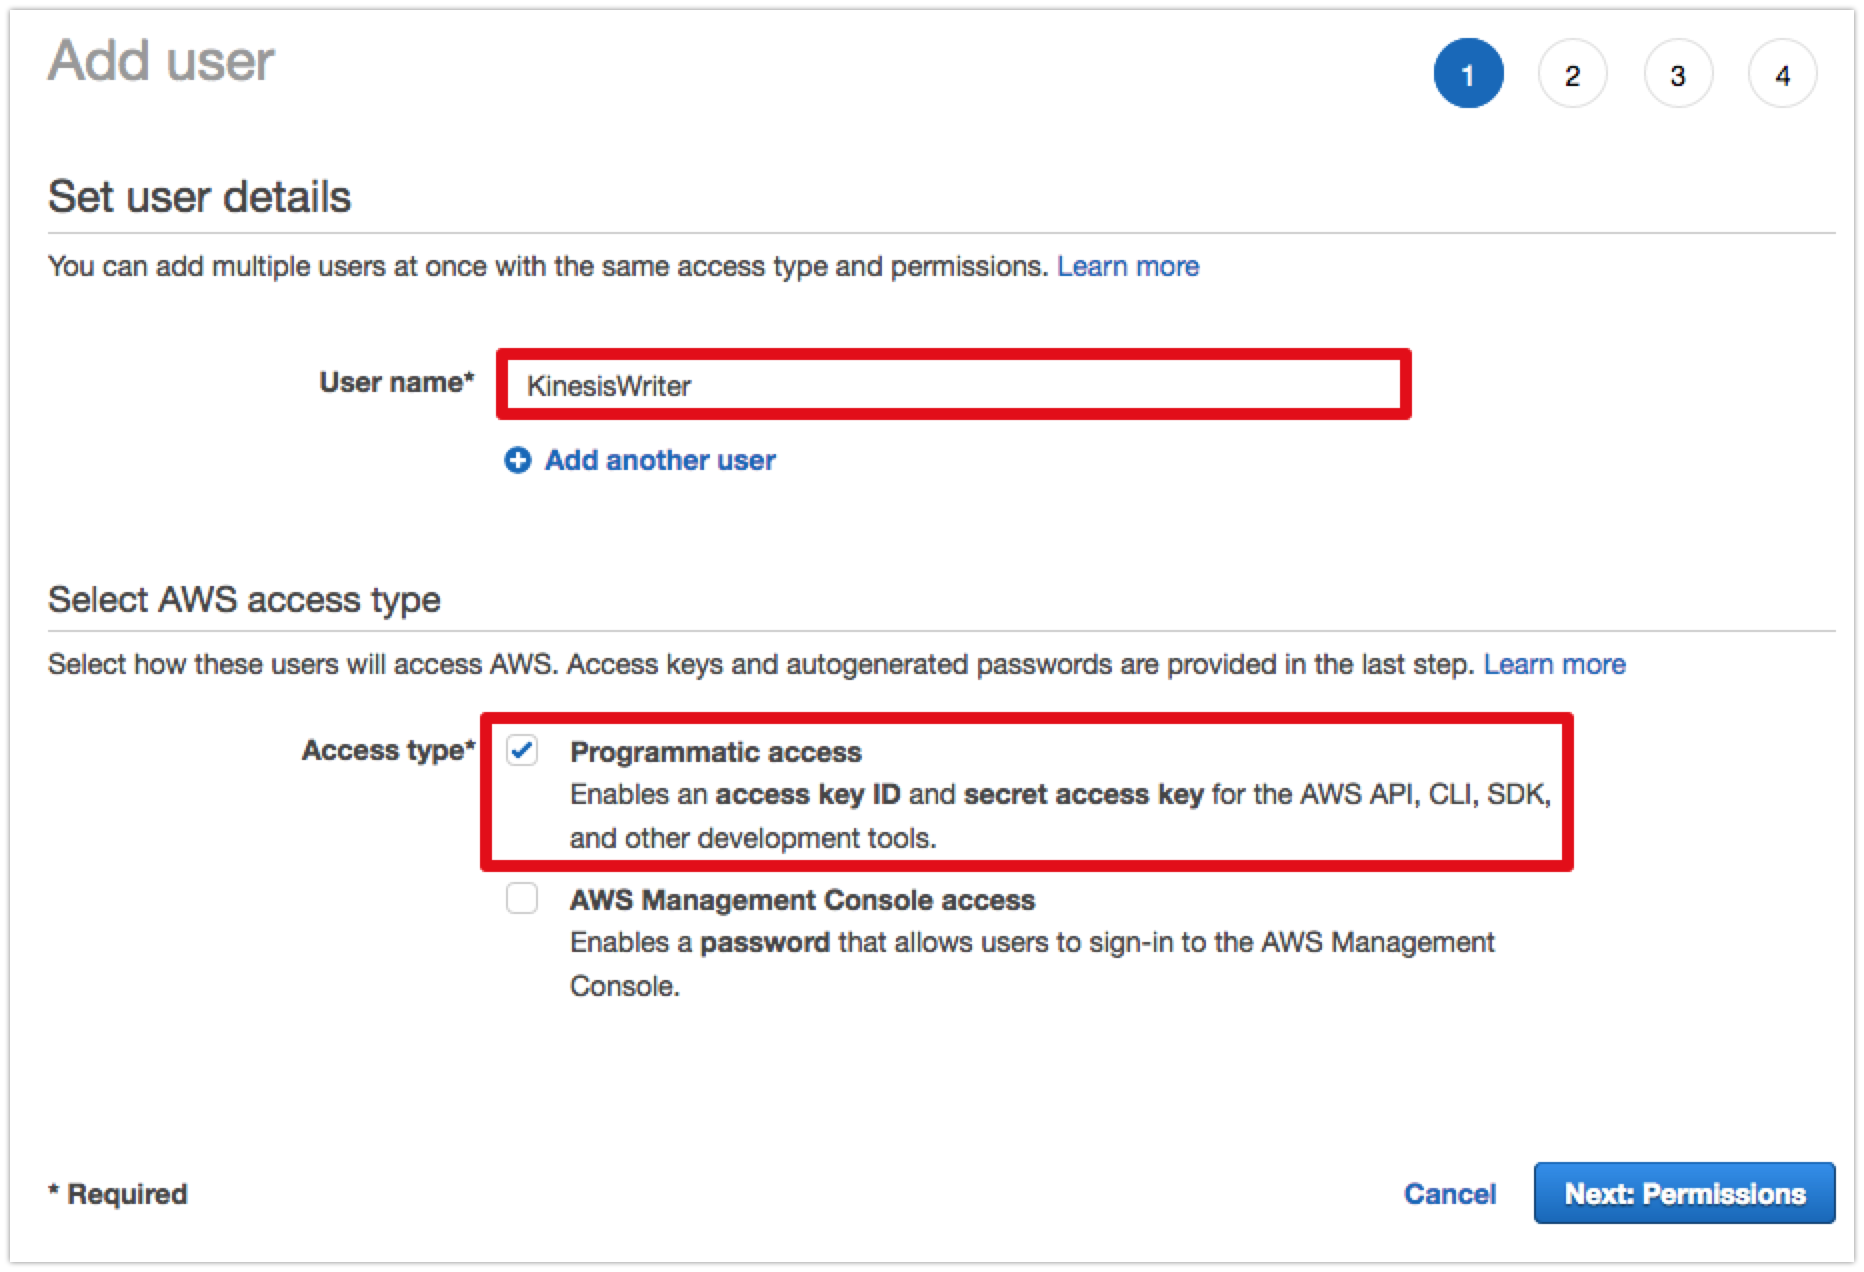 Add user
1 2 3 4
Set user details
You can add multiple users at once with the same access type and permissions. Learn more
User name* KinesisWriter
Add another user
Select AWS access type
Select how these users will access AWS. Access keys and autogenerated passwords are provided in the last step. Learn more
Access type* Programmatic access
Enables an access key ID and secret access key for the AWS API, CLI, SDK,
and other development tools.
AWS Management Console access
Enables a password that allows users to sign-in to the AWS Management
Console.
* Required Cancel Next: Permissions